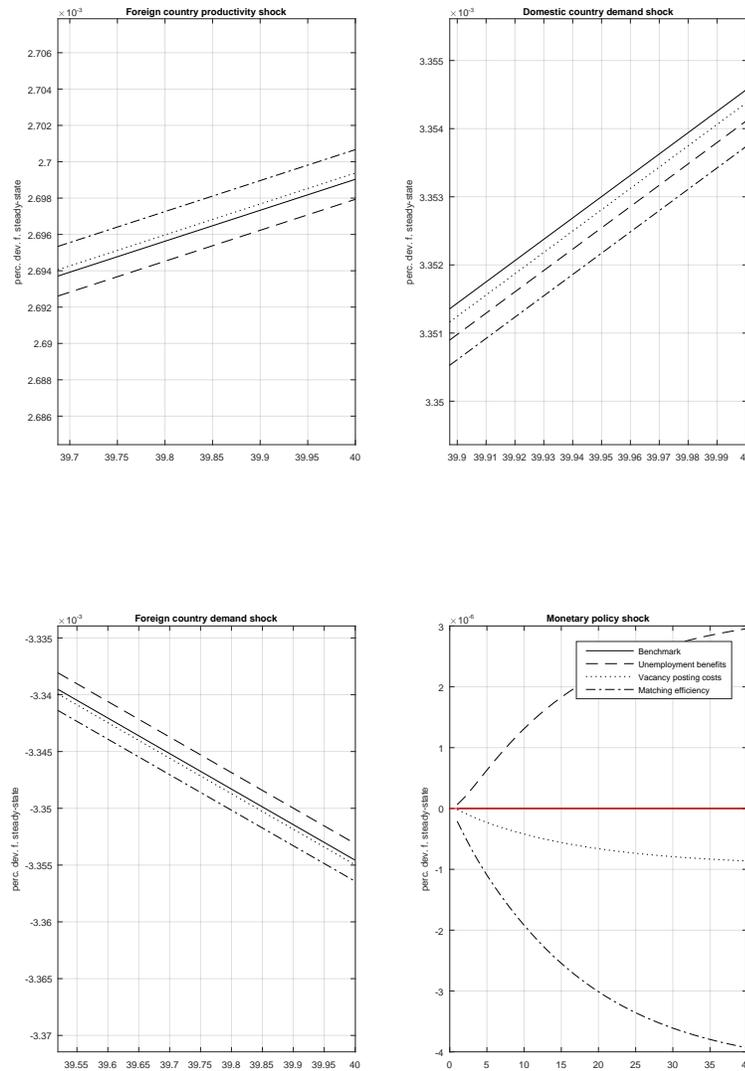 Foreign country productivity shock
×10⁻³
perc. dev. f. steady-state
2.706
2.704
2.702
2.7
2.698
2.696
2.694
2.692
2.69
2.688
2.686
39.7 39.75 39.8 39.85 39.9 39.95 40
Domestic country demand shock
×10⁻³
perc. dev. f. steady-state
3.355
3.354
3.353
3.352
3.351
3.35
39.9 39.91 39.92 39.93 39.94 39.95 39.96 39.97 39.98 39.99
Foreign country demand shock
×10⁻³
perc. dev. f. steady-state
-3.335
-3.34
-3.345
-3.35
-3.355
-3.36
-3.365
-3.37
39.55 39.6 39.65 39.7 39.75 39.8 39.85 39.9 39.95 40
Monetary policy shock
×10⁻⁶
perc. dev. f. steady-state
3
2
1
0
-1
-2
-3
-4
Benchmark
Unemployment benefits
Vacancy posting costs
Matching efficiency
0 5 10 15 20 25 30 35